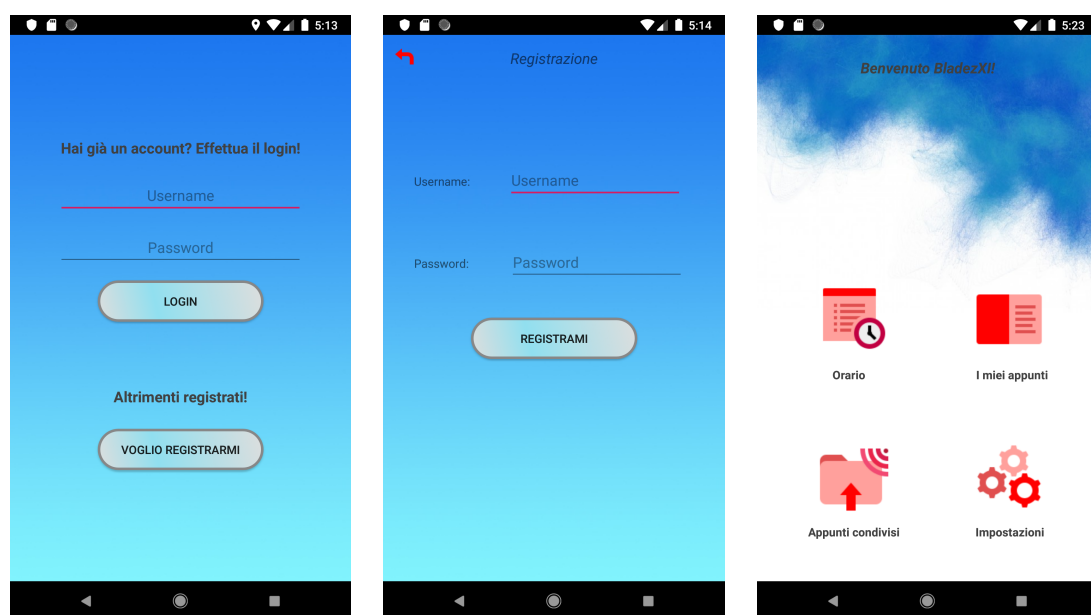 5:13
Hai già un account? Effettua il login!
Username
Password
LOGIN
Altrimenti registrati!
VOGLIO REGISTRARMI
5:14
Registrazione
Username: Username
Password: Password
REGISTRAMI
5:23
Benvenuto BladezXI!
Orario I miei appunti
Appunti condivisi Impostazioni